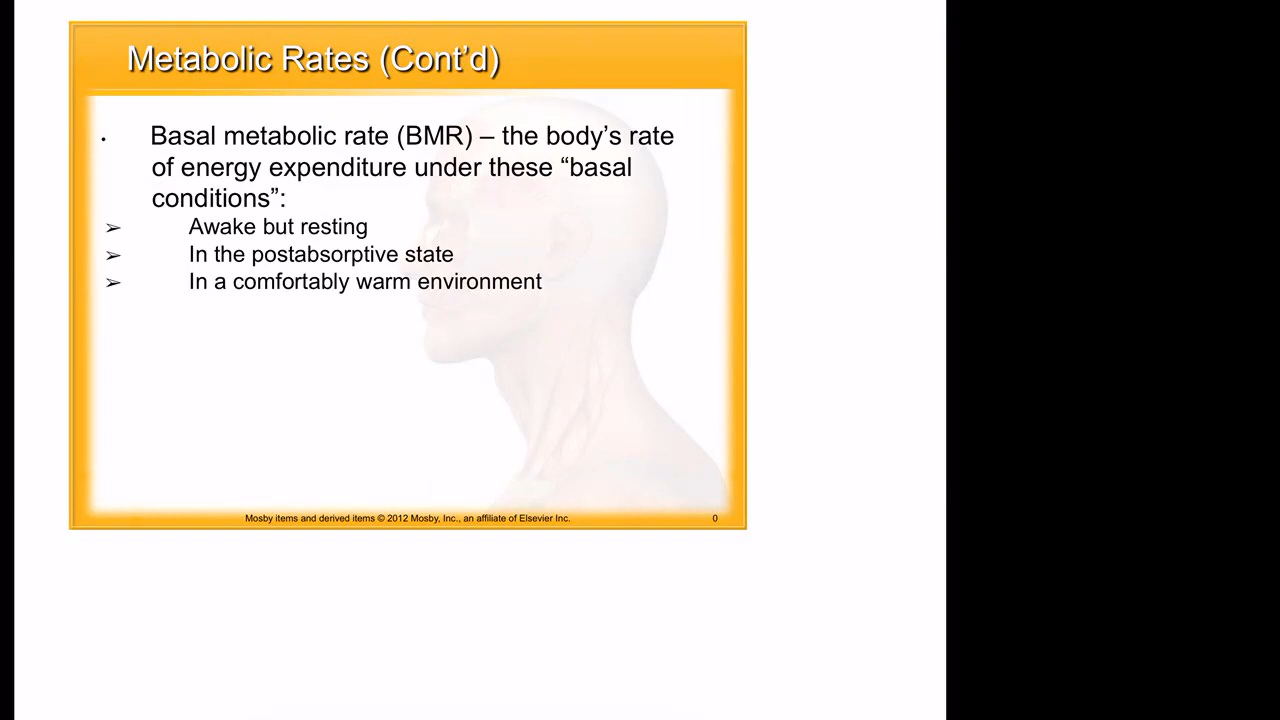 Metabolic Rates (Cont’d)
· Basal metabolic rate (BMR) – the body’s rate
of energy expenditure under these “basal
conditions”:
➢ Awake but resting
➢ In the postabsorptive state
➢ In a comfortably warm environment
Mosby items and derived items © 2012 Mosby, Inc., an affiliate of Elsevier Inc. 0